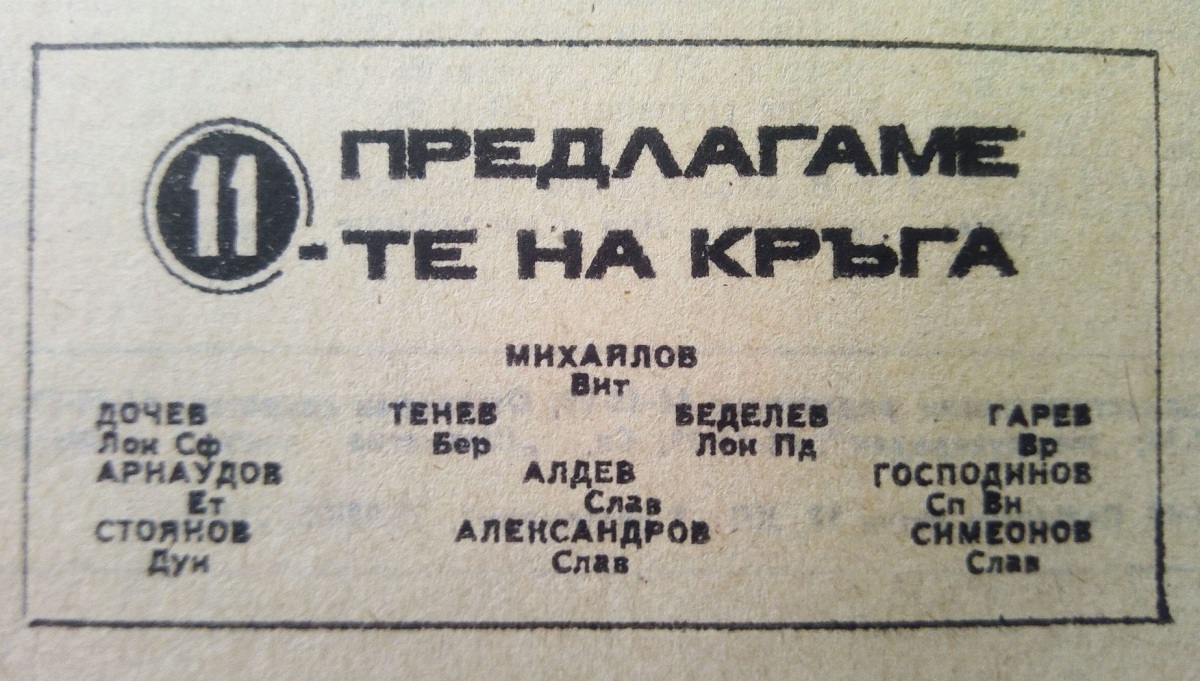 ПРЕДЛАГАМЕ
11-ТЕ НА КРЪГА
МИХАЙЛОВ
Вит
ДОЧЕВ ТЕНЕВ БЕДЕЛЕВ ГАРЕВ
Лок Сф Бер Лок Пд Вр
АРНАУДОВ АЛДЕВ ГОСПОДИНОВ
Ет Слав Сп Вн
СТОЯНОВ АЛЕКСАНДРОВ СИМЕОНОВ
Дун Слав Слав